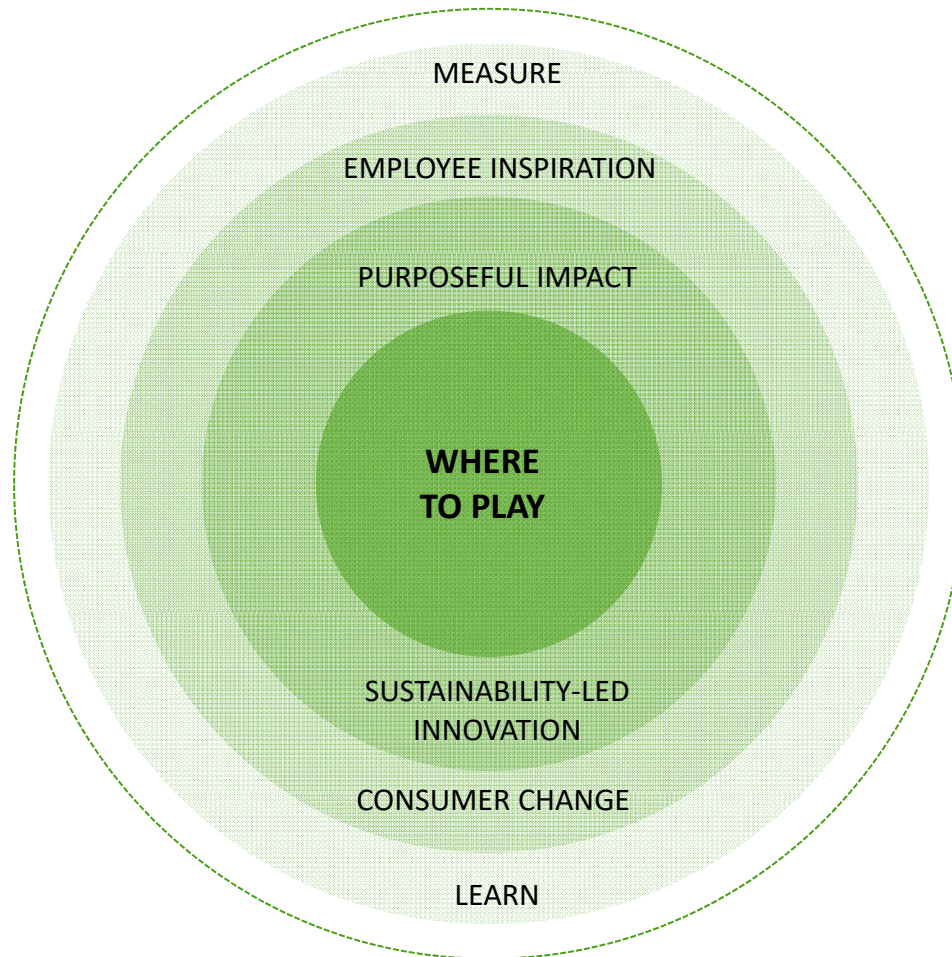 MEASURE
EMPLOYEE INSPIRATION
PURPOSEFUL IMPACT
WHERE
TO PLAY
SUSTAINABILITY-LED
INNOVATION
CONSUMER CHANGE
LEARN